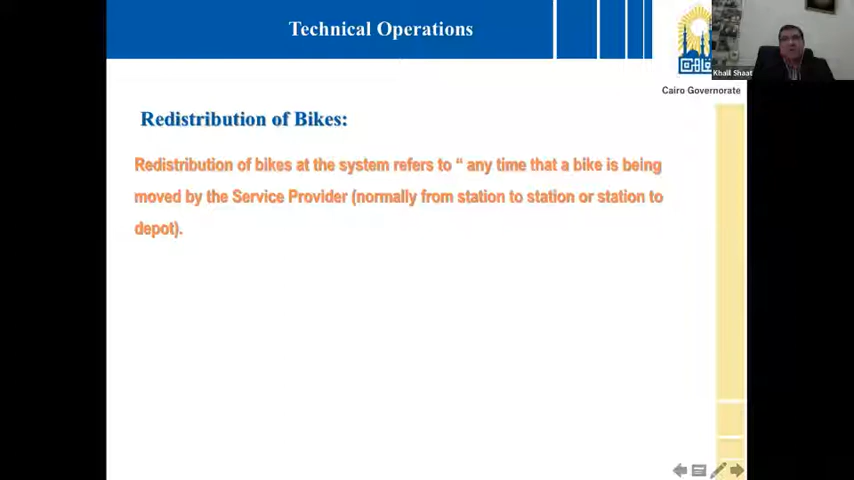 Technical Operations
Khalil Shaat
Cairo Governorate
Redistribution of Bikes:
Redistribution of bikes at the system refers to “ any time that a bike is being
moved by the Service Provider (normally from station to station or station to
depot).